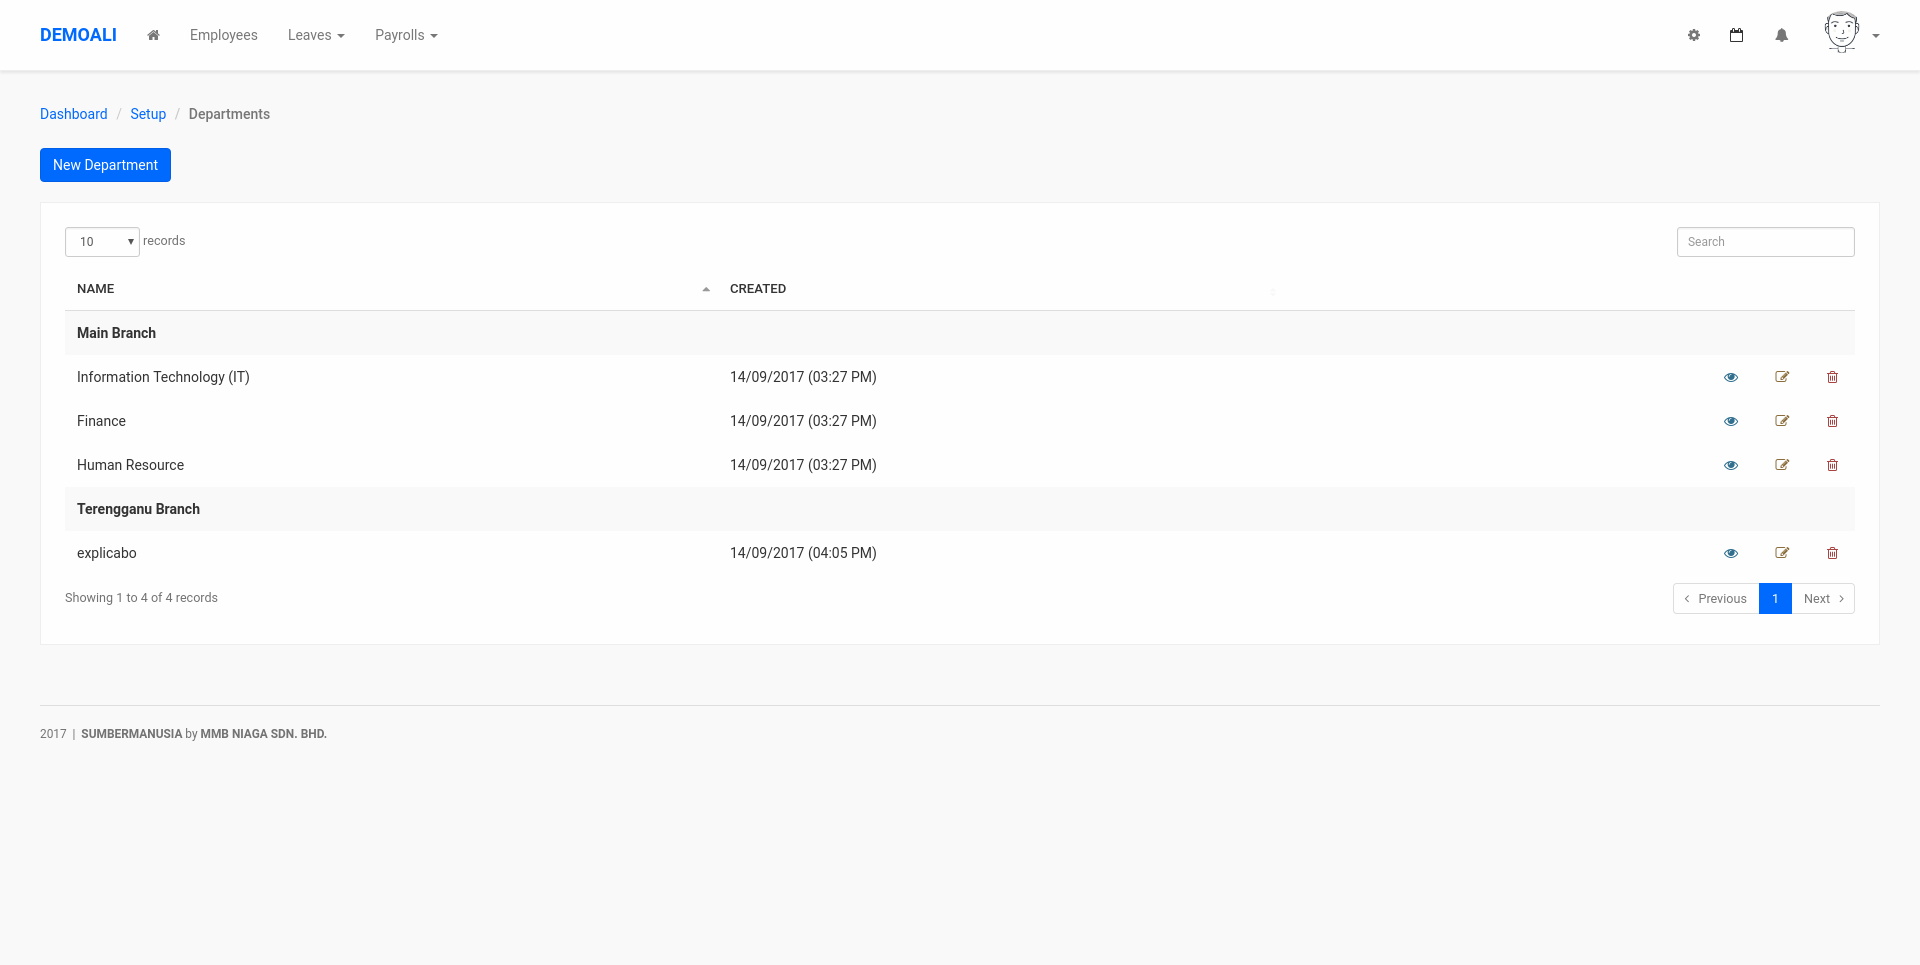 DEMOALI Employees Leaves Payrolls
Dashboard / Setup / Departments
New Department
10 records Search
NAME CREATED
Main Branch
Information Technology (IT) 14/09/2017 (03:27 PM)
Finance 14/09/2017 (03:27 PM)
Human Resource 14/09/2017 (03:27 PM)
Terengganu Branch
explicabo 14/09/2017 (04:05 PM)
Showing 1 to 4 of 4 records Previous 1 Next
2017 | SUMBERMANUSIA by MMB NIAGA SDN. BHD.